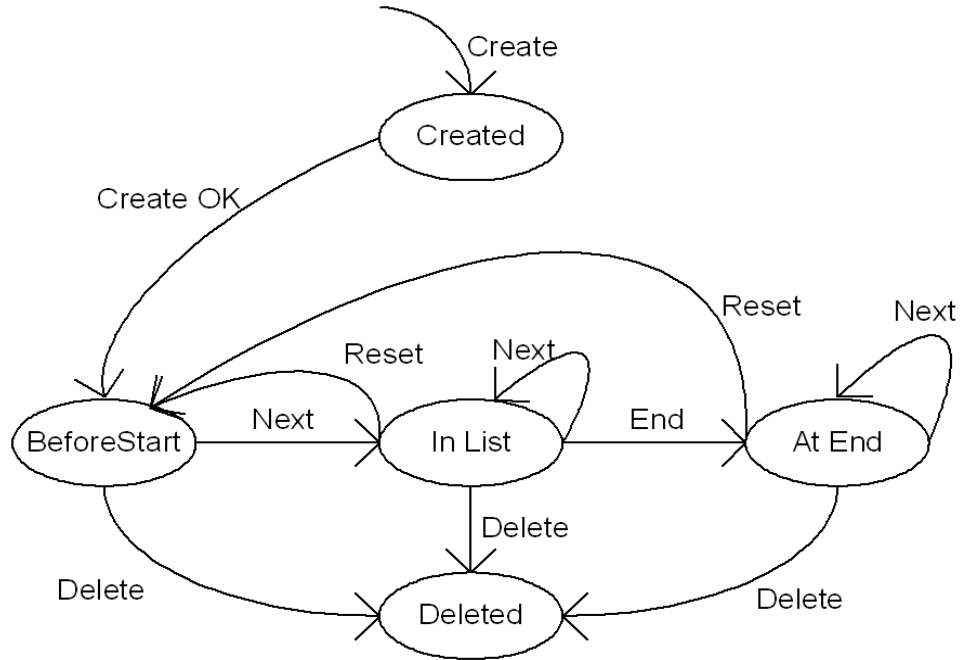 Create
Created
Create OK
Reset
Next
Reset
Next
BeforeStart
Next
In List
End
At End
Delete
Delete
Delete
Deleted